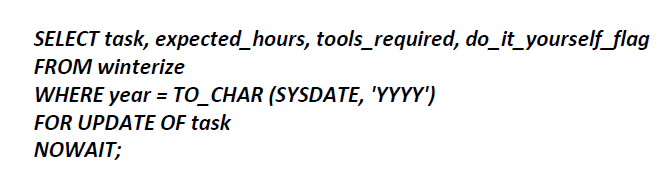 SELECT task, expected_hours, tools_required, do_it_yourself_flag
FROM winterize
WHERE year = TO_CHAR (SYSDATE, 'YYYY')
FOR UPDATE OF task
NOWAIT;